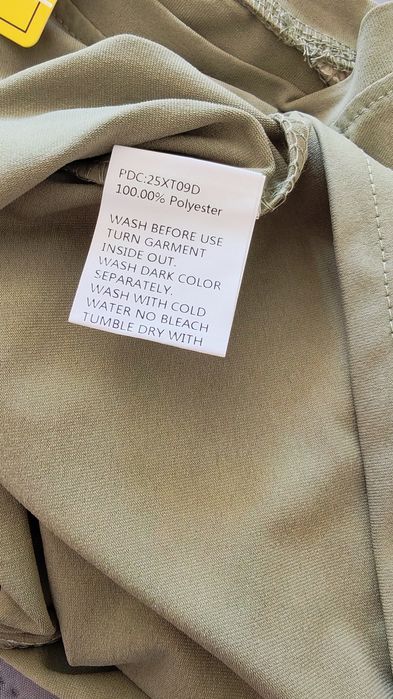 PDC:25XT09D
100.00% Polyester
WASH BEFORE USE
TURN GARMENT
INSIDE OUT.
WASH DARK COLOR
SEPARATELY.
WASH WITH COLD
WATER NO BLEACH
TUMBLE DRY WITH